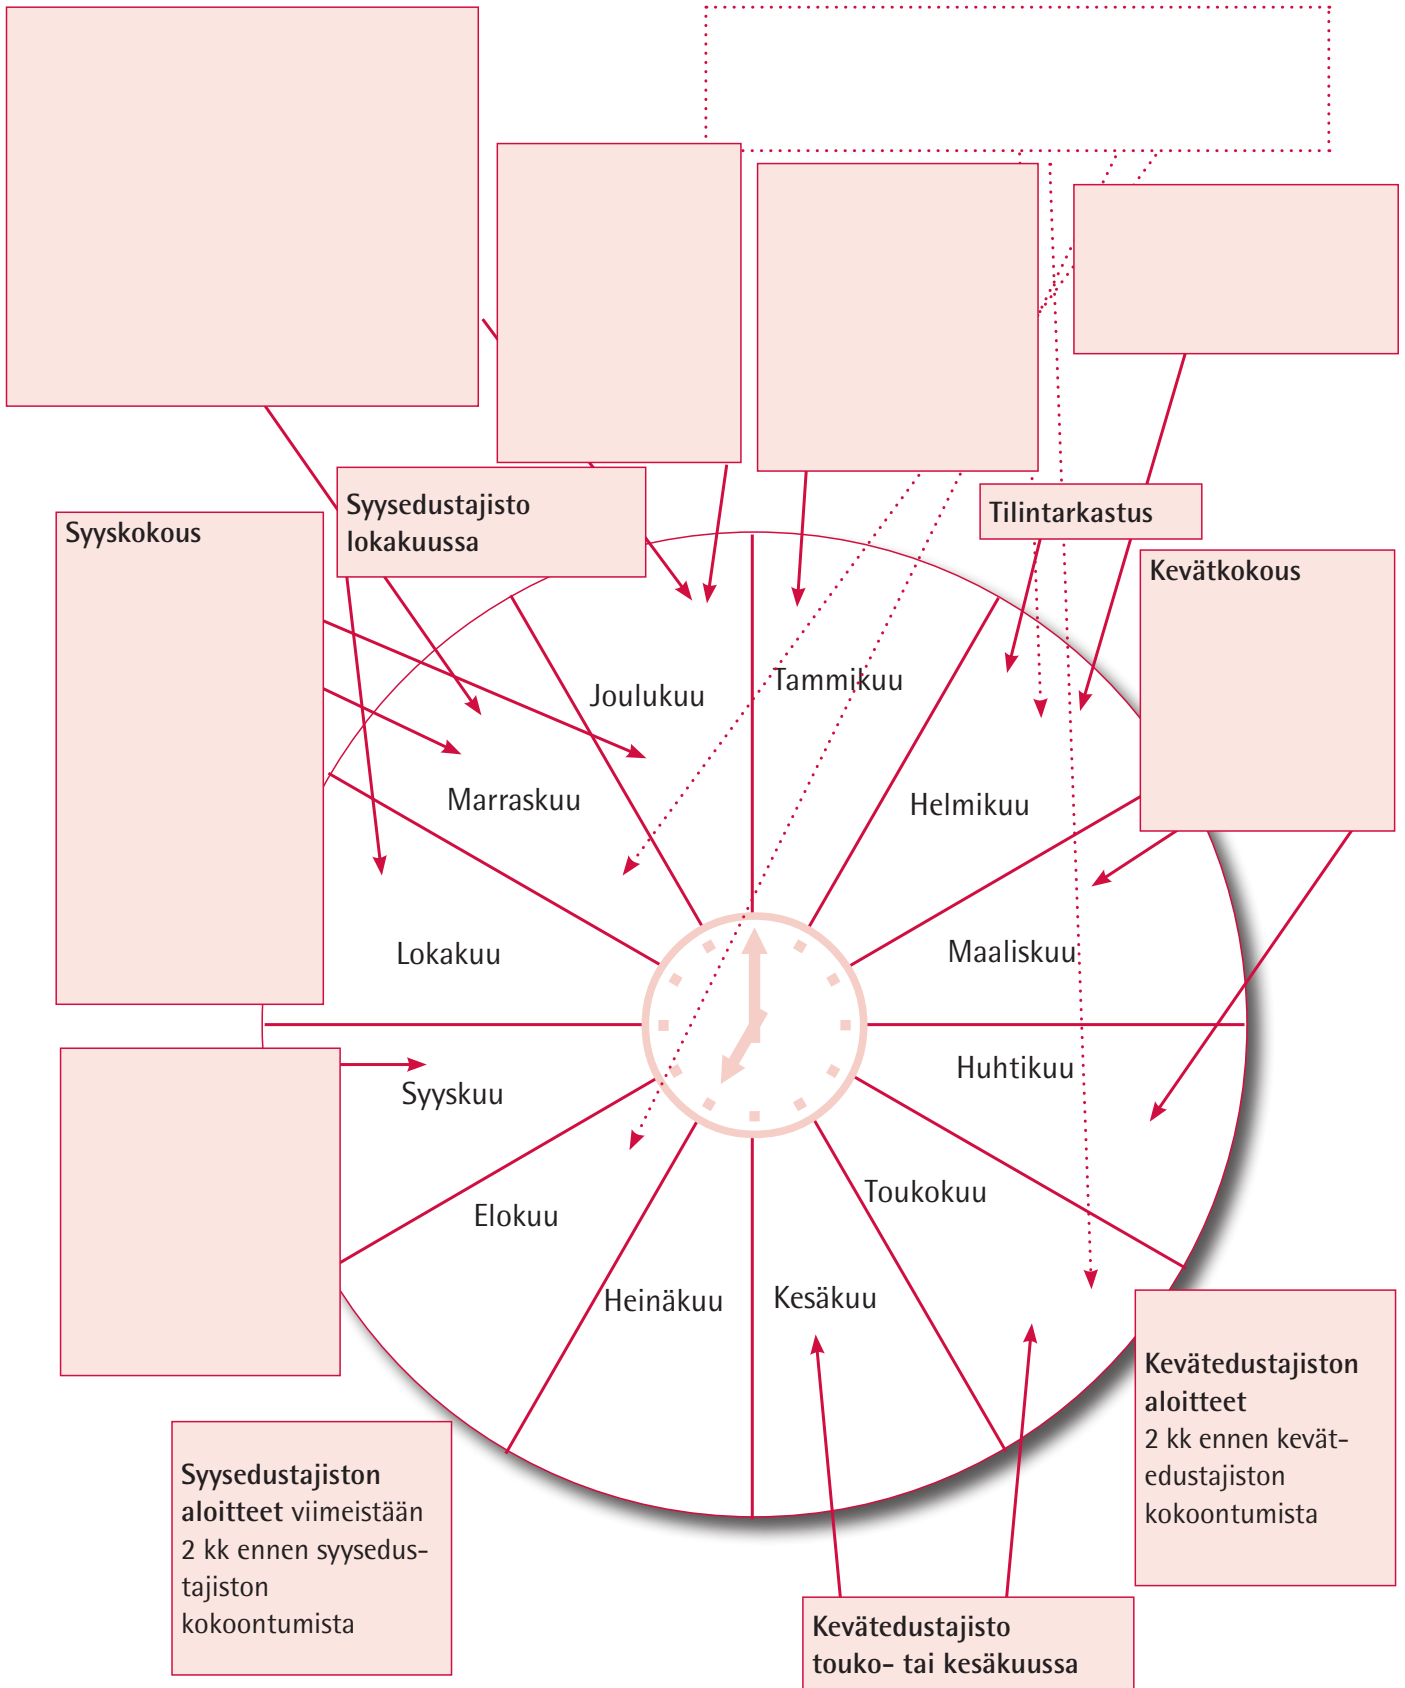 Syysedustajisto
lokakuussa
Syyskokous
Tilintarkastus
Kevätkokous
Joulukuu
Tammikuu
Marraskuu
Helmikuu
Lokakuu
Maaliskuu
Syyskuu
Huhtikuu
Elokuu
Toukokuu
Heinäkuu
Kesäkuu
Kevätedustajiston
aloitteet
2 kk ennen kevät-
edustajiston
kokoontumista
Syysedustajiston
aloitteet viimeistään
2 kk ennen syysedus-
tajiston
kokoontumista
Kevätedustajisto
touko- tai kesäkuussa